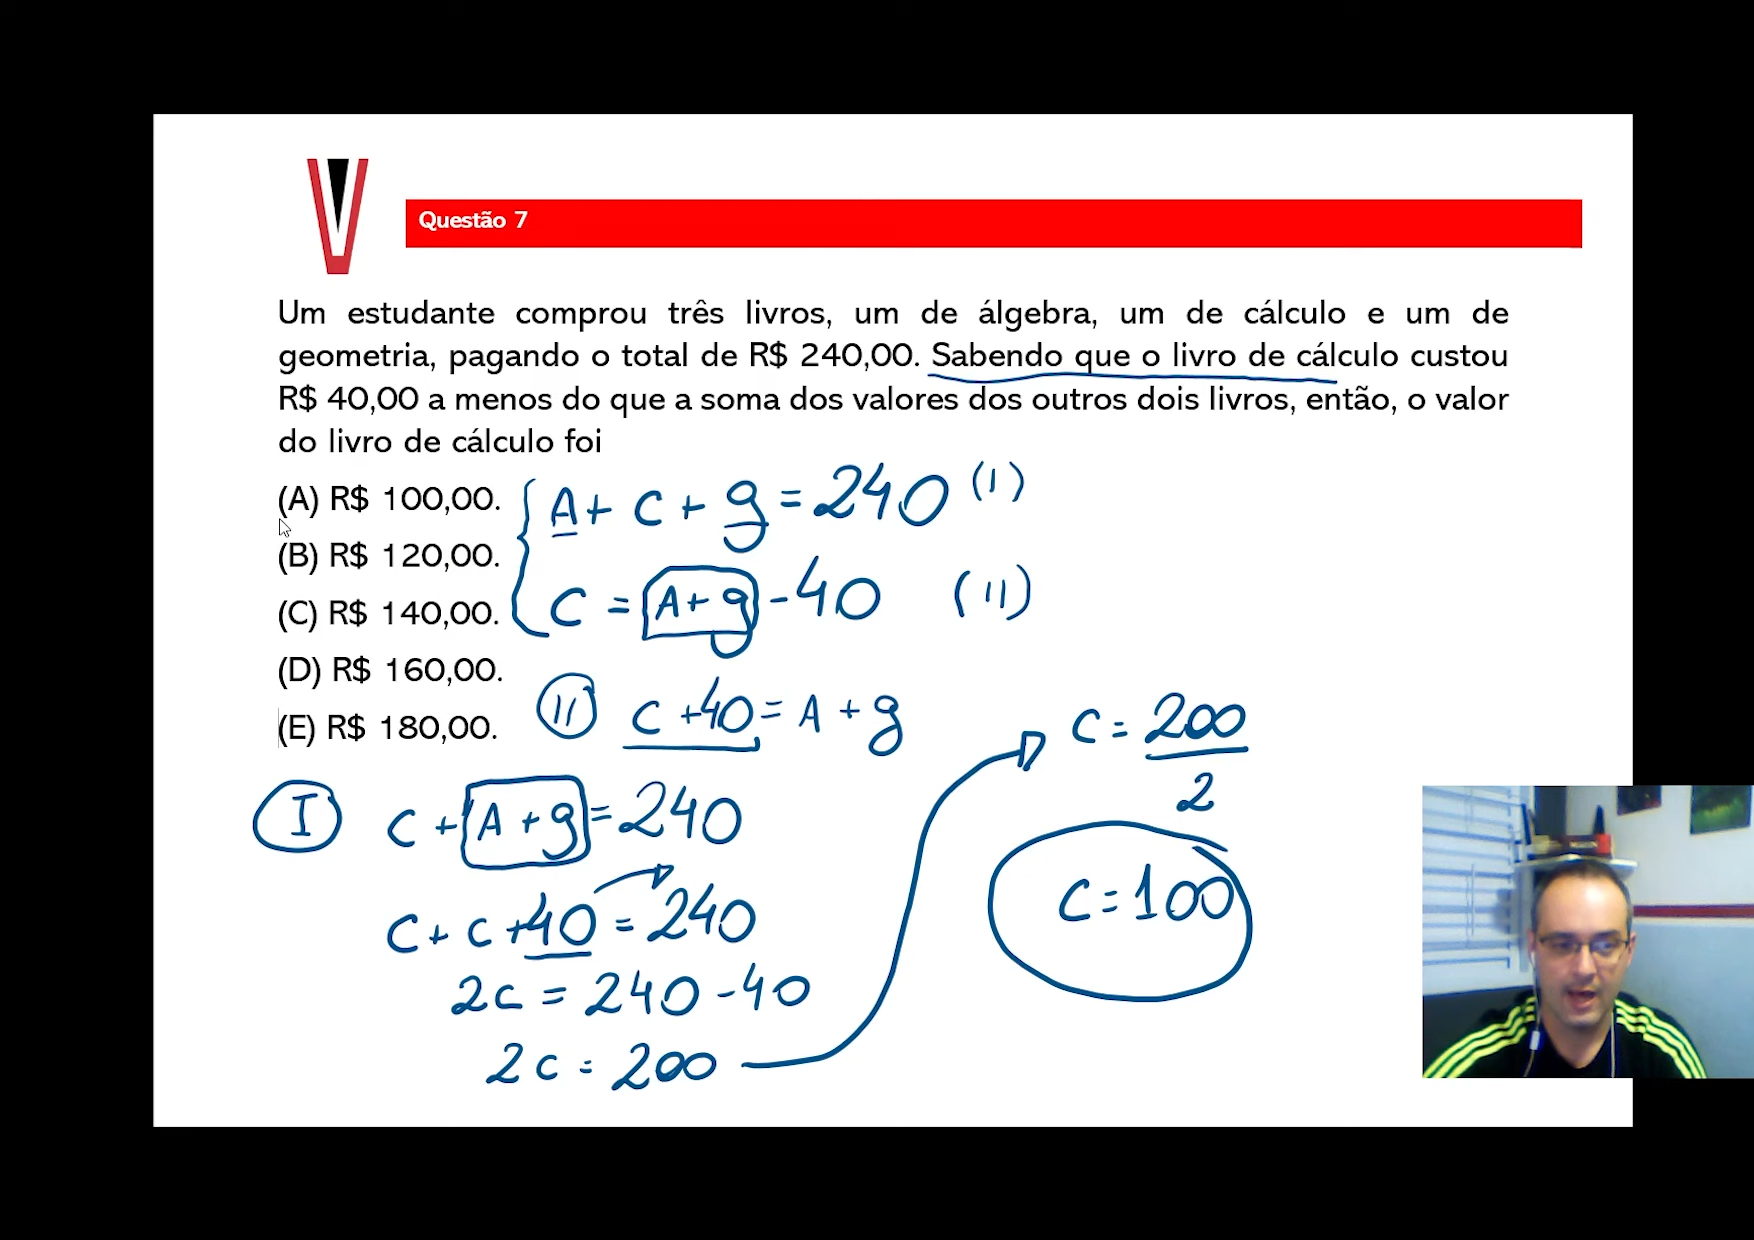 Questão 7
Um estudante comprou três livros, um de álgebra, um de cálculo e um de
geometria, pagando o total de R$ 240,00. Sabendo que o livro de cálculo custou
R$ 40,00 a menos do que a soma dos valores dos outros dois livros, então, o valor
do livro de cálculo foi
(A) R$ 100,00.
(B) R$ 120,00.
(C) R$ 140,00.
(D) R$ 160,00.
(E) R$ 180,00.
A + C + g = 240 (I)
C = A + g - 40 (II)
II C + 40 = A + g
I C + A + g = 240
C + C + 40 = 240
2C = 240 - 40
2C = 200
C = 200
2
C = 100